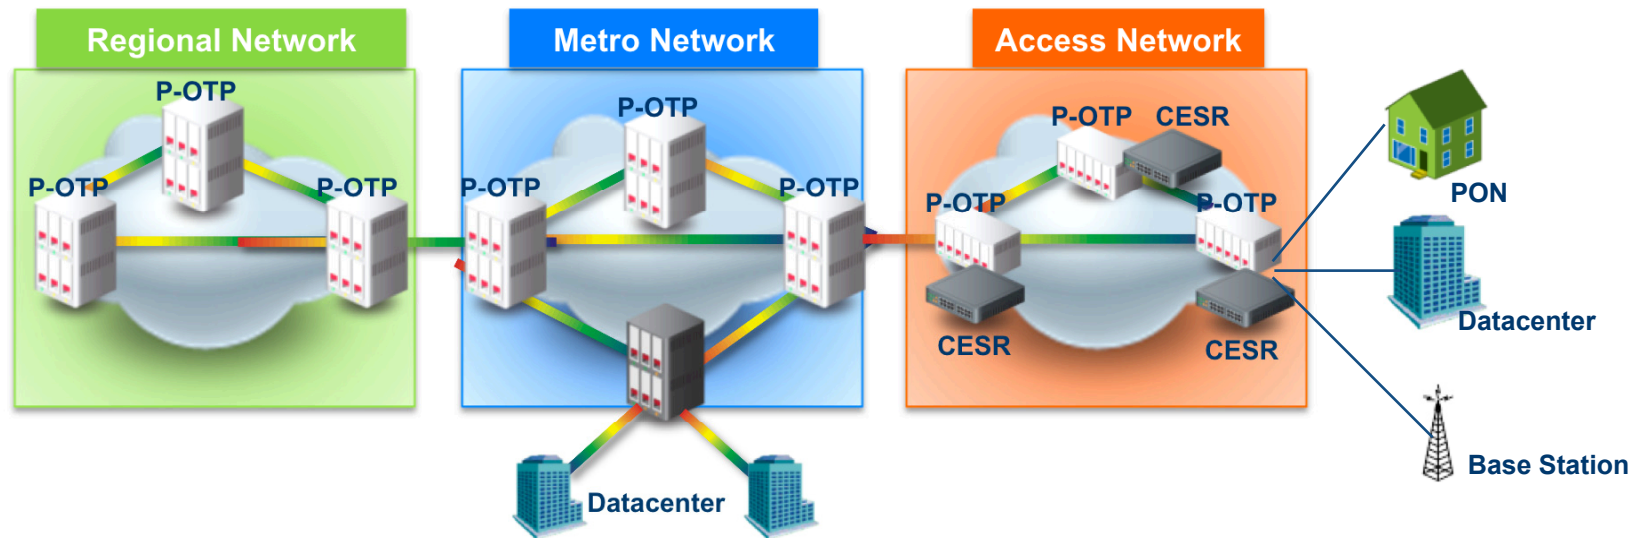 Regional Network
Metro Network
Access Network
P-OTP
P-OTP
P-OTP
P-OTP
P-OTP
P-OTP
P-OTP
CESR
P-OTP
P-OTP
CESR
CESR
PON
Datacenter
Base Station
Datacenter